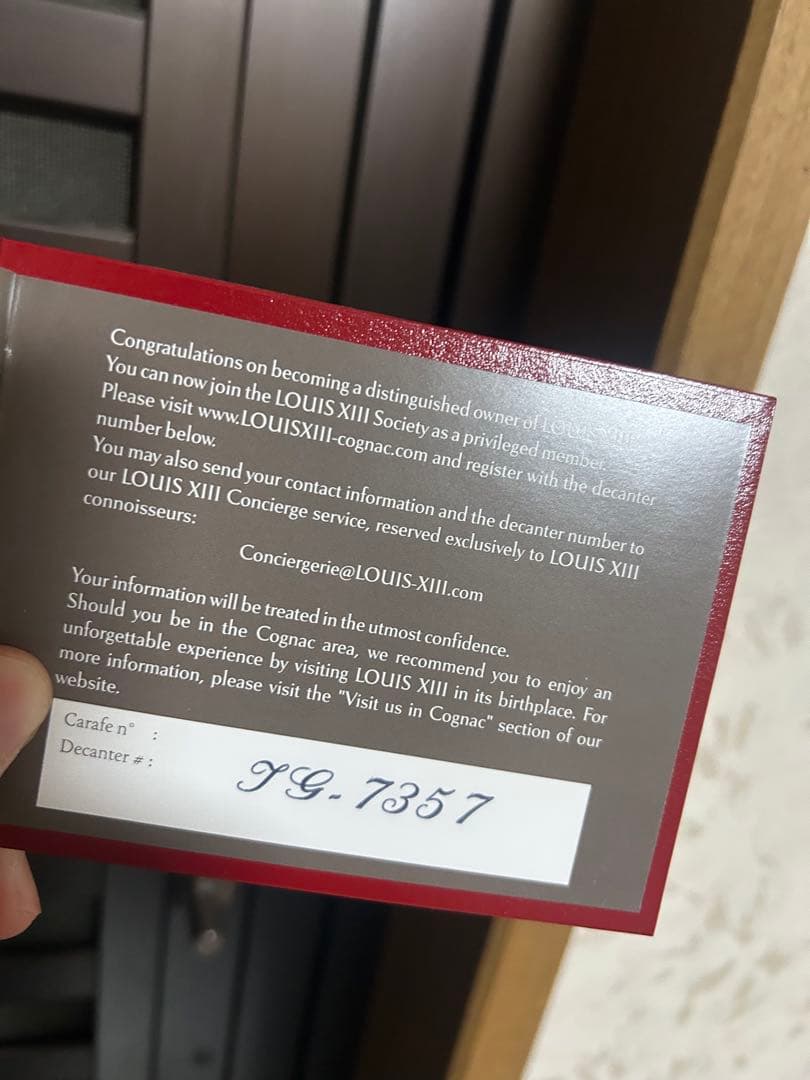 Congratulations on becoming a distinguished owner of LOUIS XIII
You can now join the LOUIS XIII Society as a privileged member.
Please visit www.LOUISXIII-cognac.com and register with the decanter
number below.
You may also send your contact information and the decanter number to
our LOUIS XIII Concierge service, reserved exclusively to LOUIS XIII
connoisseurs:
Conciergerie@LOUIS-XIII.com
Your information will be treated in the utmost confidence.
Should you be in the Cognac area, we recommend you to enjoy an
unforgettable experience by visiting LOUIS XIII in its birthplace. For
more information, please visit the "Visit us in Cognac" section of our
website.
Carafe n° :
Decanter # :
TG-7357